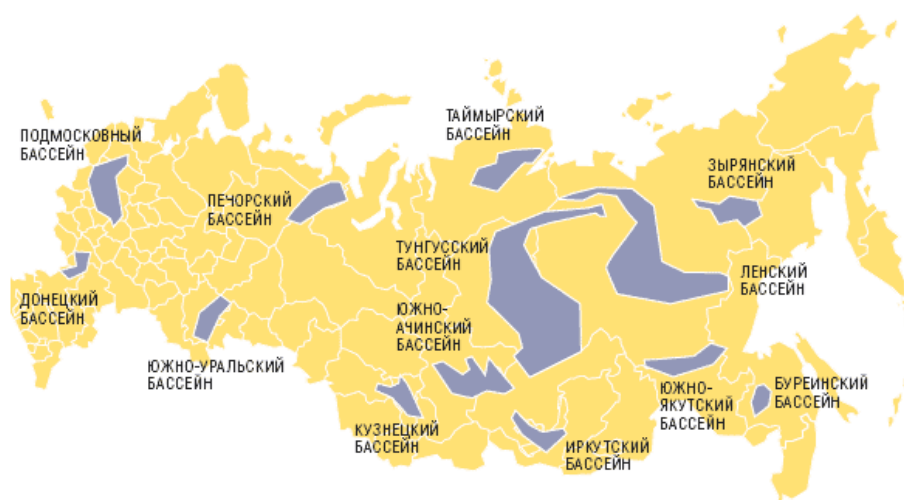 ТАЙМЫРСКИЙ
БАССЕЙН
ПОДМОСКОВНЫЙ
БАССЕЙН
ЗЫРЯНСКИЙ
БАССЕЙН
ПЕЧОРСКИЙ
БАССЕЙН
ТУНГУССКИЙ
БАССЕЙН
ЛЕНСКИЙ
БАССЕЙН
ДОНЕЦКИЙ
БАССЕЙН
ЮЖНО-
АЧИНСКИЙ
БАССЕЙН
ЮЖНО-УРАЛЬСКИЙ
БАССЕЙН
ЮЖНО-
ЯКУТСКИЙ
БАССЕЙН
БУРЕИНСКИЙ
БАССЕЙН
КУЗНЕЦКИЙ
БАССЕЙН
ИРКУТСКИЙ
БАССЕЙН